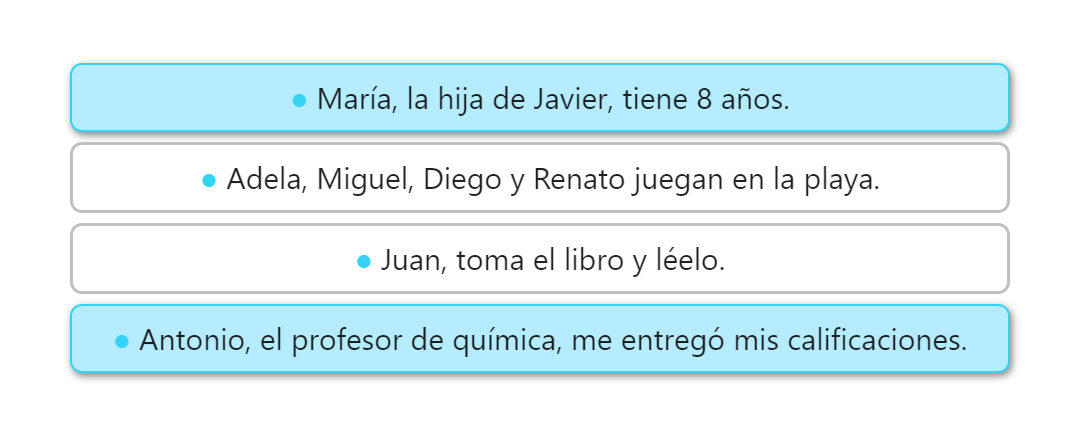 ● María, la hija de Javier, tiene 8 años.
● Adela, Miguel, Diego y Renato juegan en la playa.
● Juan, toma el libro y léelo.
● Antonio, el profesor de química, me entregó mis calificaciones.